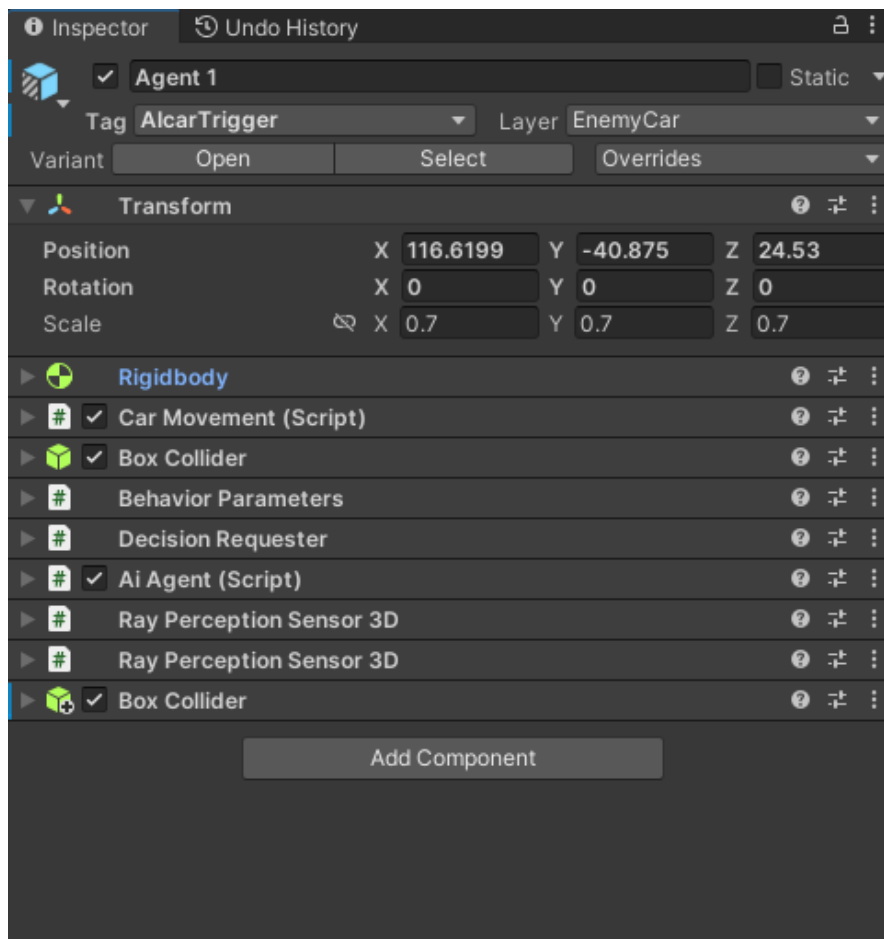 Inspector Undo History
Agent 1 Static
Tag AIcarTrigger Layer EnemyCar
Variant Open Select Overrides
Transform
Position X 116.6199 Y -40.875 Z 24.53
Rotation X 0 Y 0 Z 0
Scale X 0.7 Y 0.7 Z 0.7
Rigidbody
# Car Movement (Script)
Box Collider
# Behavior Parameters
# Decision Requester
# Ai Agent (Script)
# Ray Perception Sensor 3D
# Ray Perception Sensor 3D
Box Collider
Add Component